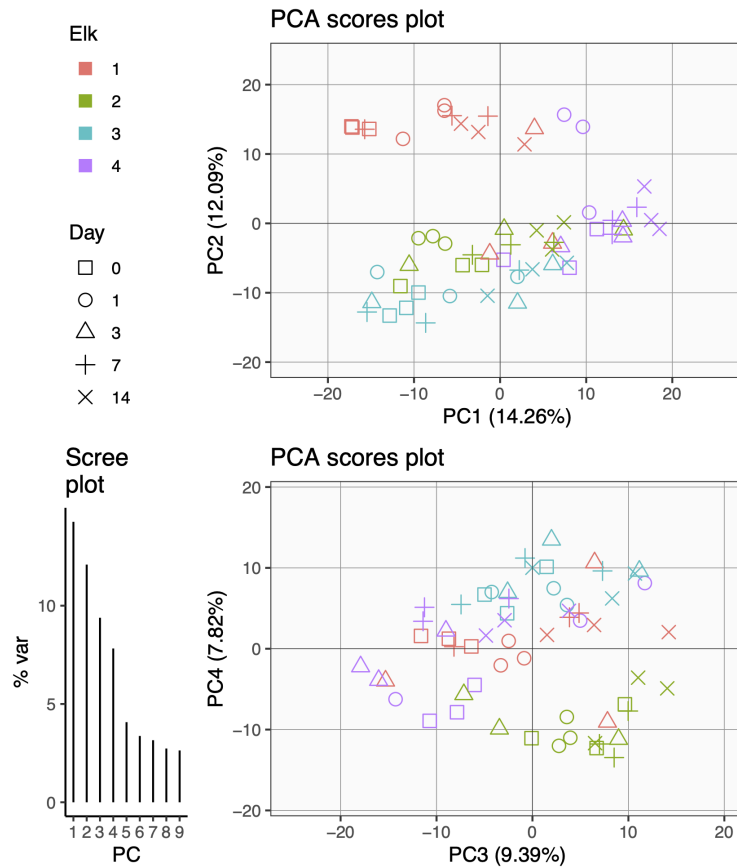 PCA scores plot
Elk
1
2
3
4
Day
0
1
3
7
14
PC2 (12.09%)
20
10
0
−10
−20
−20 −10 0 10 20
PC1 (14.26%)
Scree
plot
% var
10
5
0
1 2 3 4 5 6 7 8 9
PC
PCA scores plot
PC4 (7.82%)
20
10
0
−10
−20
−20 −10 0 10 20
PC3 (9.39%)